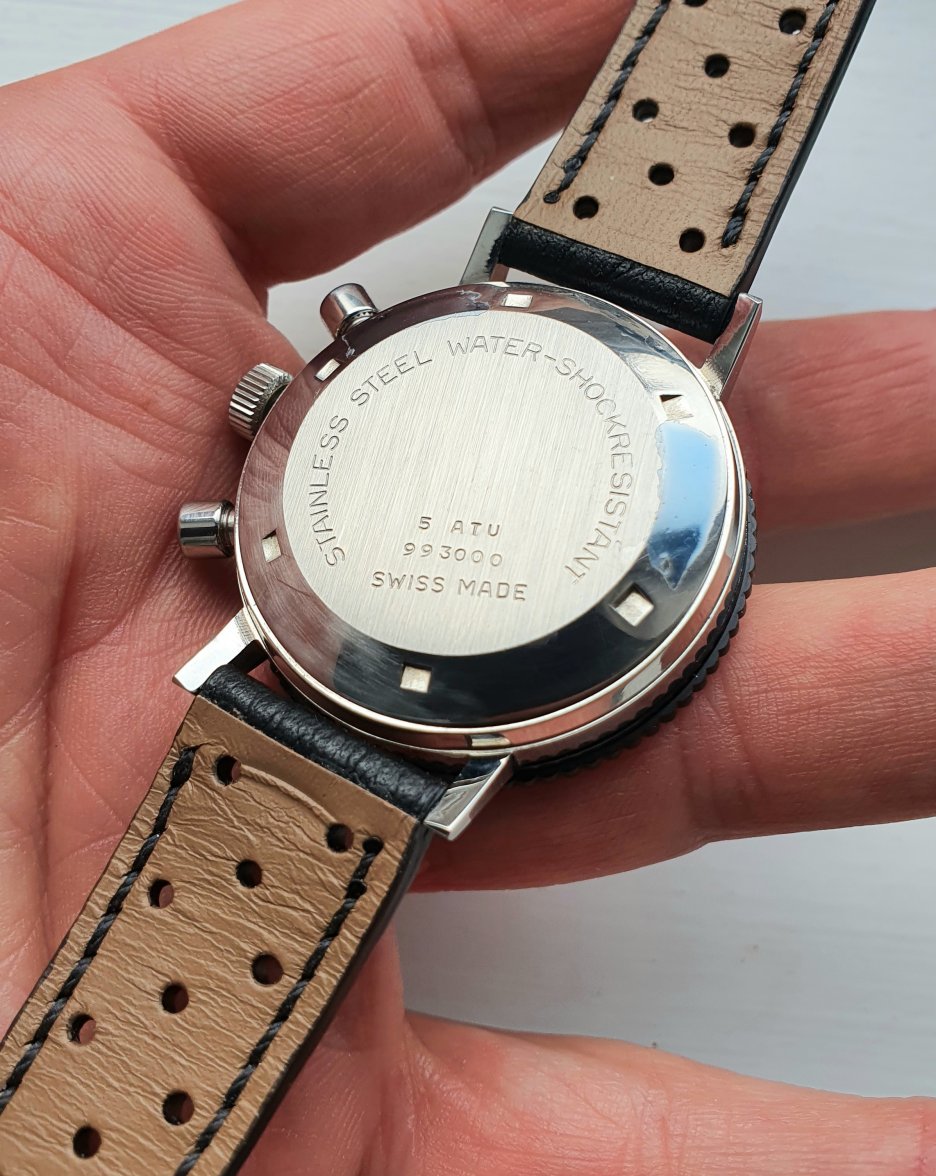 STAINLESS STEEL WATER-SHOCKRESISTANT
5 ATU
993000
SWISS MADE